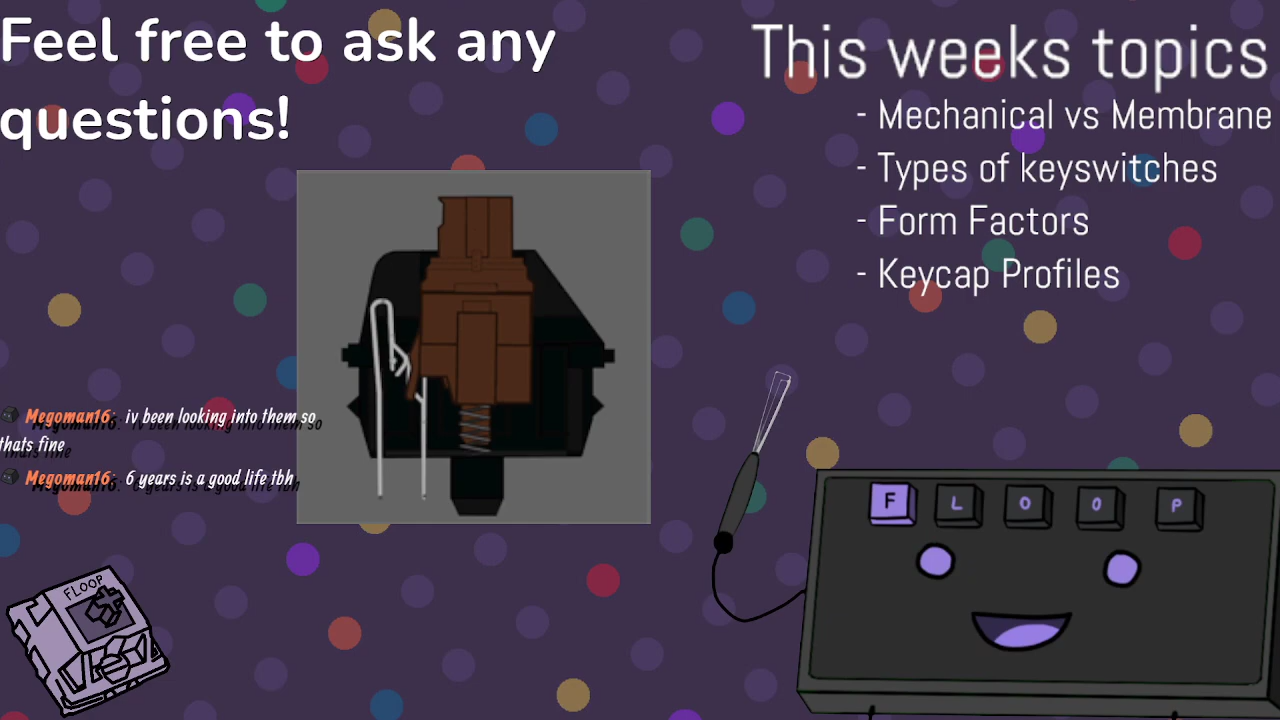 Feel free to ask any
questions!
This weeks topics
- Mechanical vs Membrane
- Types of keyswitches
- Form Factors
- Keycap Profiles
Megoman16: iv been looking into them so
thats fine
Megoman16: 6 years is a good life tbh
F L O O P
FLOOP